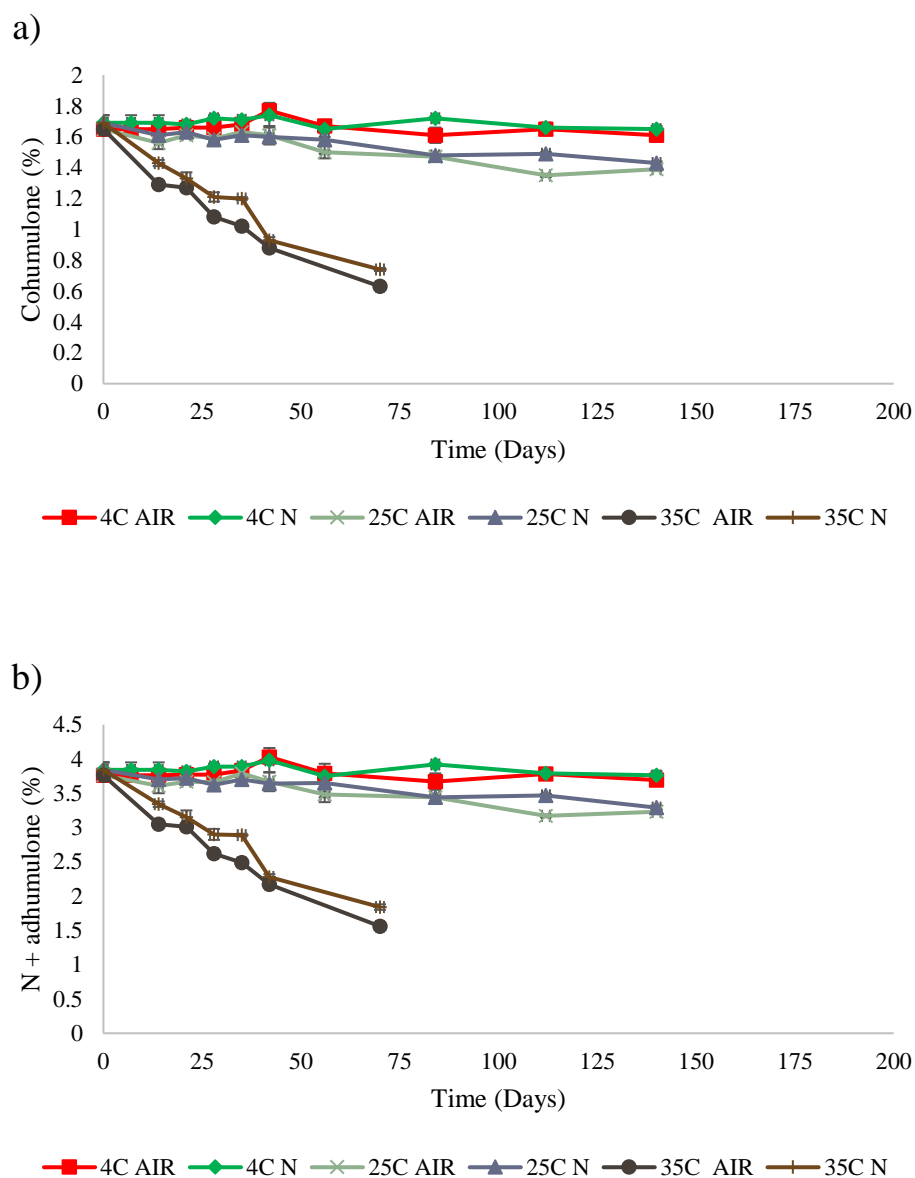 a)
2
1.8
1.6
1.4
1.2
1
0.8
0.6
0.4
0.2
0
Cohumulone (%)
0 25 50 75 100 125 150 175 200
Time (Days)
4C AIR 4C N 25C AIR 25C N 35C AIR 35C N
b)
4.5
4
3.5
3
2.5
2
1.5
1
0.5
0
N + adhumulone (%)
0 25 50 75 100 125 150 175 200
Time (Days)
4C AIR 4C N 25C AIR 25C N 35C AIR 35C N